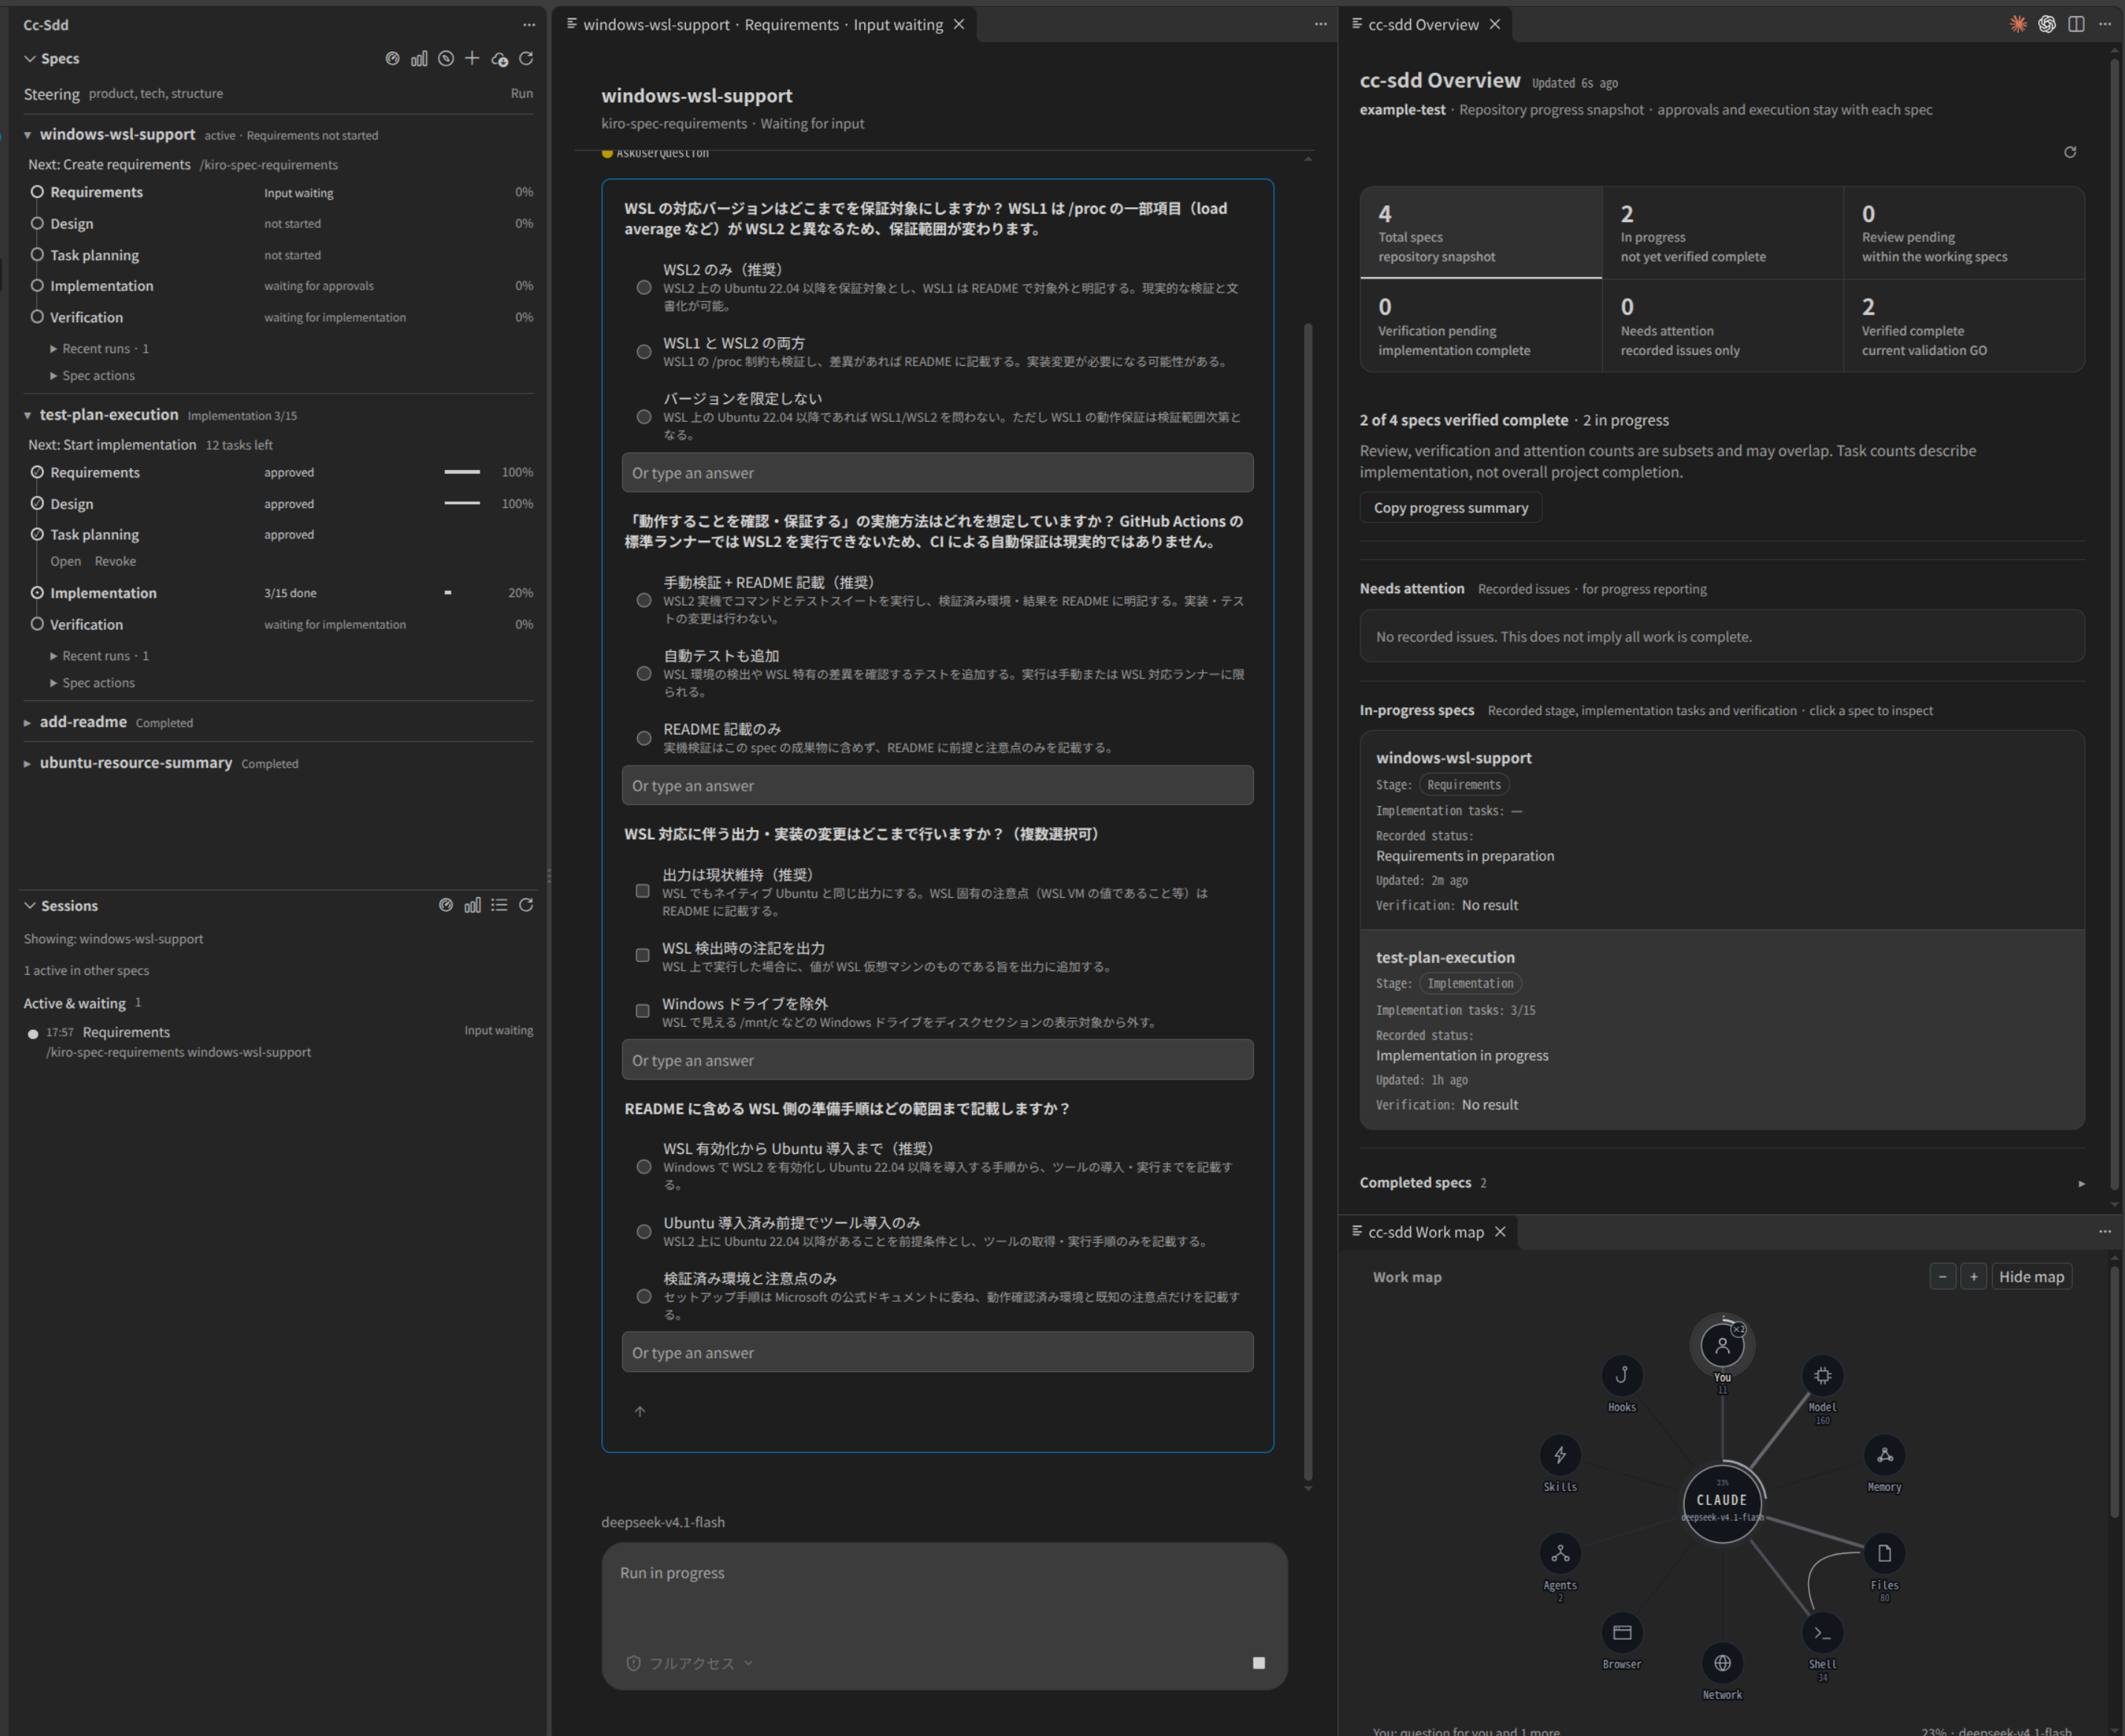 Cc-Sdd
Specs
Steering product, tech, structure Run
windows-wsl-support active · Requirements not started
Next: Create requirements /kiro-spec-requirements
Requirements Input waiting 0%
Design not started 0%
Task planning not started
Implementation waiting for approvals 0%
Verification waiting for implementation 0%
Recent runs · 1
Spec actions
test-plan-execution Implementation 3/15
Next: Start implementation 12 tasks left
Requirements approved 100%
Design approved 100%
Task planning approved
Open Revoke
Implementation 3/15 done 20%
Verification waiting for implementation 0%
Recent runs · 1
Spec actions
add-readme Completed
ubuntu-resource-summary Completed
Sessions
Showing: windows-wsl-support
1 active in other specs
Active & waiting 1
17:57 Requirements Input waiting
/kiro-spec-requirements windows-wsl-support
windows-wsl-support · Requirements · Input waiting
windows-wsl-support
kiro-spec-requirements · Waiting for input
AskUserQuestion
WSL の対応バージョンはどこまでを保証対象にしますか？ WSL1 は /proc の一部項目（load
average など）が WSL2 と異なるため、保証範囲が変わります。
WSL2 のみ（推奨）
WSL2 上の Ubuntu 22.04 以降を保証対象とし、WSL1 は README で対象外と明記する。現実的な検証と文
書化が可能。
WSL1 と WSL2 の両方
WSL1 の /proc 制約も検証し、差異があれば README に記載する。実装変更が必要になる可能性がある。
バージョンを限定しない
WSL 上の Ubuntu 22.04 以降であれば WSL1/WSL2 を問わない。ただし WSL1 の動作保証は検証範囲次第と
なる。
Or type an answer
「動作することを確認・保証する」の実施方法はどれを想定していますか？ GitHub Actions の
標準ランナーでは WSL2 を実行できないため、CI による自動保証は現実的ではありません。
手動検証 + README 記載（推奨）
WSL2 実機でコマンドとテストスイートを実行し、検証済み環境・結果を README に明記する。実装・テス
トの変更は行わない。
自動テストも追加
WSL 環境の検出や WSL 特有の差異を確認するテストを追加する。実行は手動または WSL 対応ランナーに限
られる。
README 記載のみ
実機検証はこの spec の成果物に含めず、README に前提と注意点のみを記載する。
Or type an answer
WSL 対応に伴う出力・実装の変更はどこまで行いますか？（複数選択可）
出力は現状維持（推奨）
WSL でもネイティブ Ubuntu と同じ出力にする。WSL 固有の注意点（WSL VM の値であること等）は
README に記載する。
WSL 検出時の注記を出力
WSL 上で実行した場合に、値が WSL 仮想マシンのものである旨を出力に追加する。
Windows ドライブを除外
WSL で見える /mnt/c などの Windows ドライブをディスクセクションの表示対象から外す。
Or type an answer
README に含める WSL 側の準備手順はどの範囲まで記載しますか？
WSL 有効化から Ubuntu 導入まで（推奨）
Windows で WSL2 を有効化し Ubuntu 22.04 以降を導入する手順から、ツールの導入・実行までを記載す
る。
Ubuntu 導入済み前提でツール導入のみ
WSL2 上に Ubuntu 22.04 以降があることを前提条件とし、ツールの取得・実行手順のみを記載する。
検証済み環境と注意点のみ
セットアップ手順は Microsoft の公式ドキュメントに委ね、動作確認済み環境と既知の注意点だけを記載す
る。
Or type an answer
deepseek-v4.1-flash
Run in progress
フルアクセス
cc-sdd Overview
cc-sdd Overview Updated 6s ago
example-test · Repository progress snapshot · approvals and execution stay with each spec
4
Total specs
repository snapshot
2
In progress
not yet verified complete
0
Review pending
within the working specs
0
Verification pending
implementation complete
0
Needs attention
recorded issues only
2
Verified complete
current validation GO
2 of 4 specs verified complete · 2 in progress
Review, verification and attention counts are subsets and may overlap. Task counts describe
implementation, not overall project completion.
Copy progress summary
Needs attention Recorded issues · for progress reporting
No recorded issues. This does not imply all work is complete.
In-progress specs Recorded stage, implementation tasks and verification · click a spec to inspect
windows-wsl-support
Stage: Requirements
Implementation tasks: —
Recorded status:
Requirements in preparation
Updated: 2m ago
Verification: No result
test-plan-execution
Stage: Implementation
Implementation tasks: 3/15
Recorded status:
Implementation in progress
Updated: 1h ago
Verification: No result
Completed specs 2
cc-sdd Work map
Work map − + Hide map
×2
You
11
Hooks
Model
160
Skills
Memory
23%
CLAUDE
deepseek-v4.1-flash
Agents
2
Files
80
Browser
Shell
34
Network
You: question for you and 1 more 23% · deepseek-v4.1-flash